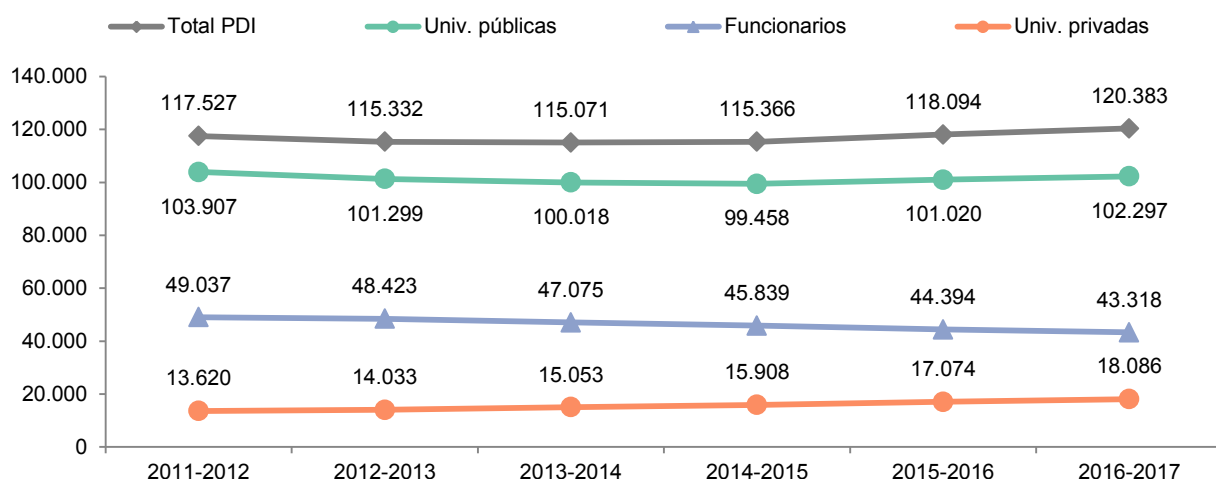 Total PDI Univ. públicas Funcionarios Univ. privadas
140.000
117.527 115.332 115.071 115.366 118.094 120.383
120.000
100.000
103.907 101.299 100.018 99.458 101.020 102.297
80.000
60.000
49.037 48.423 47.075 45.839 44.394 43.318
40.000
13.620 14.033 15.053 15.908 17.074 18.086
20.000
0
2011-2012 2012-2013 2013-2014 2014-2015 2015-2016 2016-2017